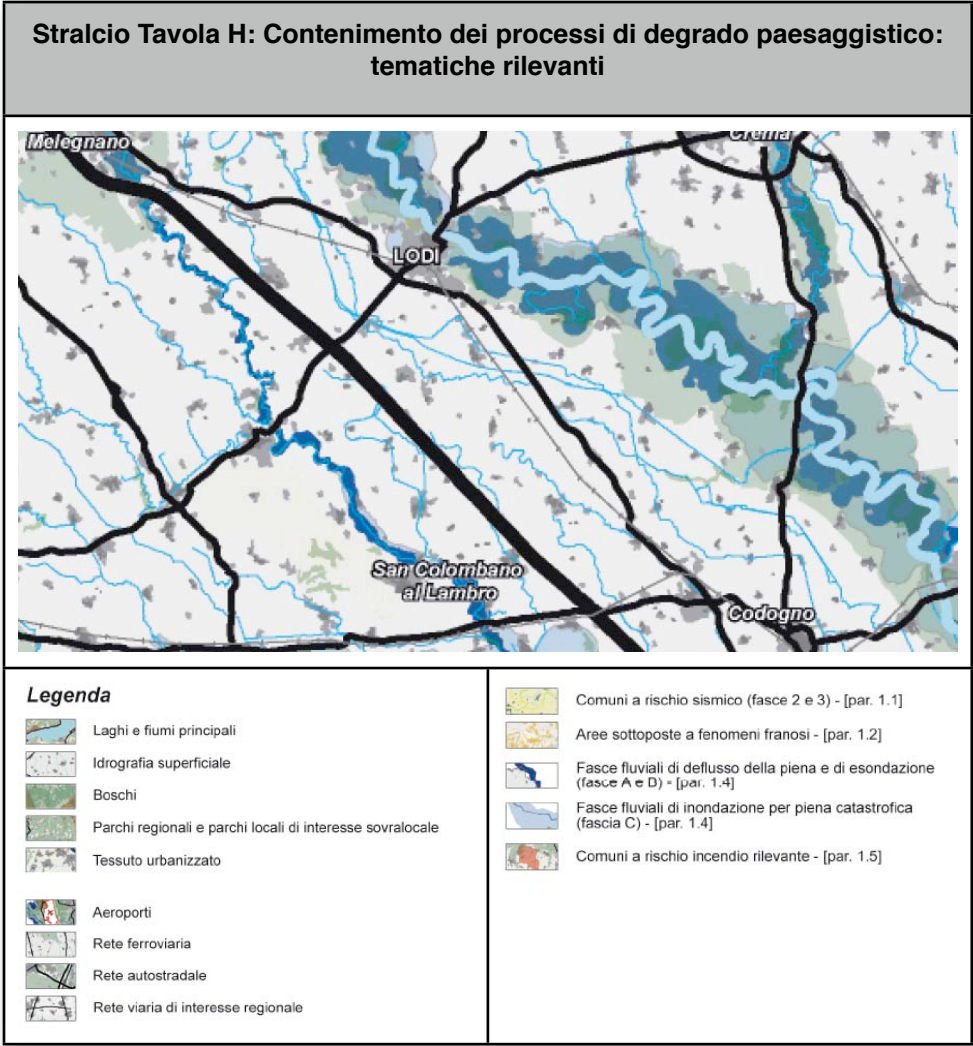 Stralcio Tavola H: Contenimento dei processi di degrado paesaggistico:
tematiche rilevanti
Melegnano
Crema
LODI
San Colombano
al Lambro
Codogno
Legenda
Laghi e fiumi principali
Idrografia superficiale
Boschi
Parchi regionali e parchi locali di interesse sovralocale
Tessuto urbanizzato
Aeroporti
Rete ferroviaria
Rete autostradale
Rete viaria di interesse regionale
Comuni a rischio sismico (fasce 2 e 3) - [par. 1.1]
Aree sottoposte a fenomeni franosi - [par. 1.2]
Fasce fluviali di deflusso della piena e di esondazione
(fasce A e B) - [par. 1.4]
Fasce fluviali di inondazione per piena catastrofica
(fascia C) - [par. 1.4]
Comuni a rischio incendio rilevante - [par. 1.5]